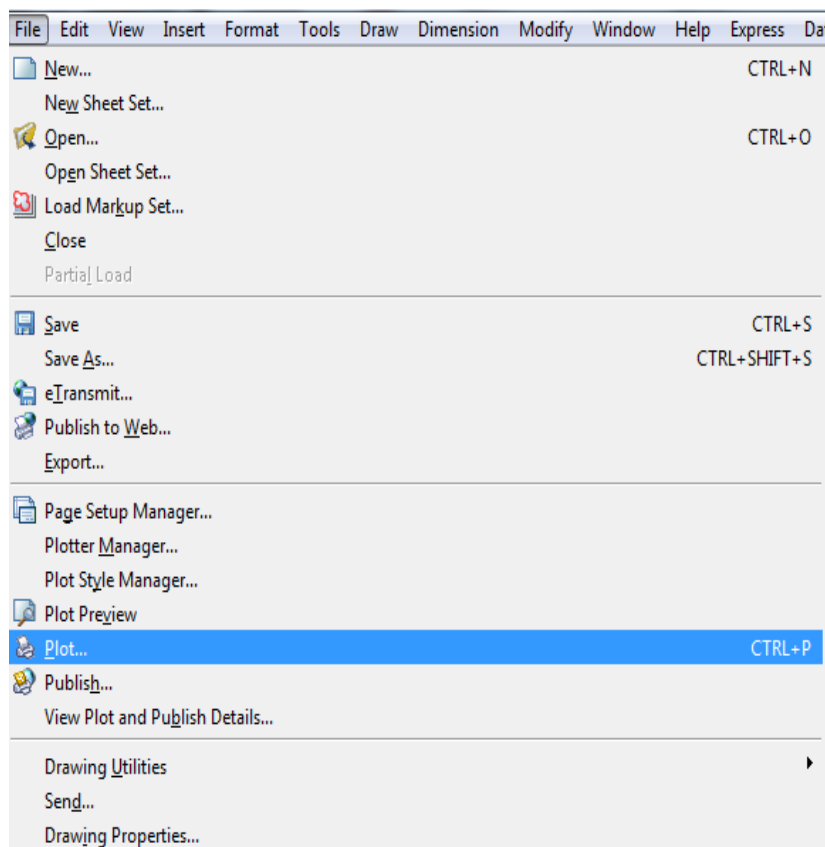 File Edit View Insert Format Tools Draw Dimension Modify Window Help Express Da
New... CTRL+N
New Sheet Set...
Open... CTRL+O
Open Sheet Set...
Load Markup Set...
Close
Partial Load
Save CTRL+S
Save As... CTRL+SHIFT+S
eTransmit...
Publish to Web...
Export...
Page Setup Manager...
Plotter Manager...
Plot Style Manager...
Plot Preview
Plot... CTRL+P
Publish...
View Plot and Publish Details...
Drawing Utilities
Send...
Drawing Properties...